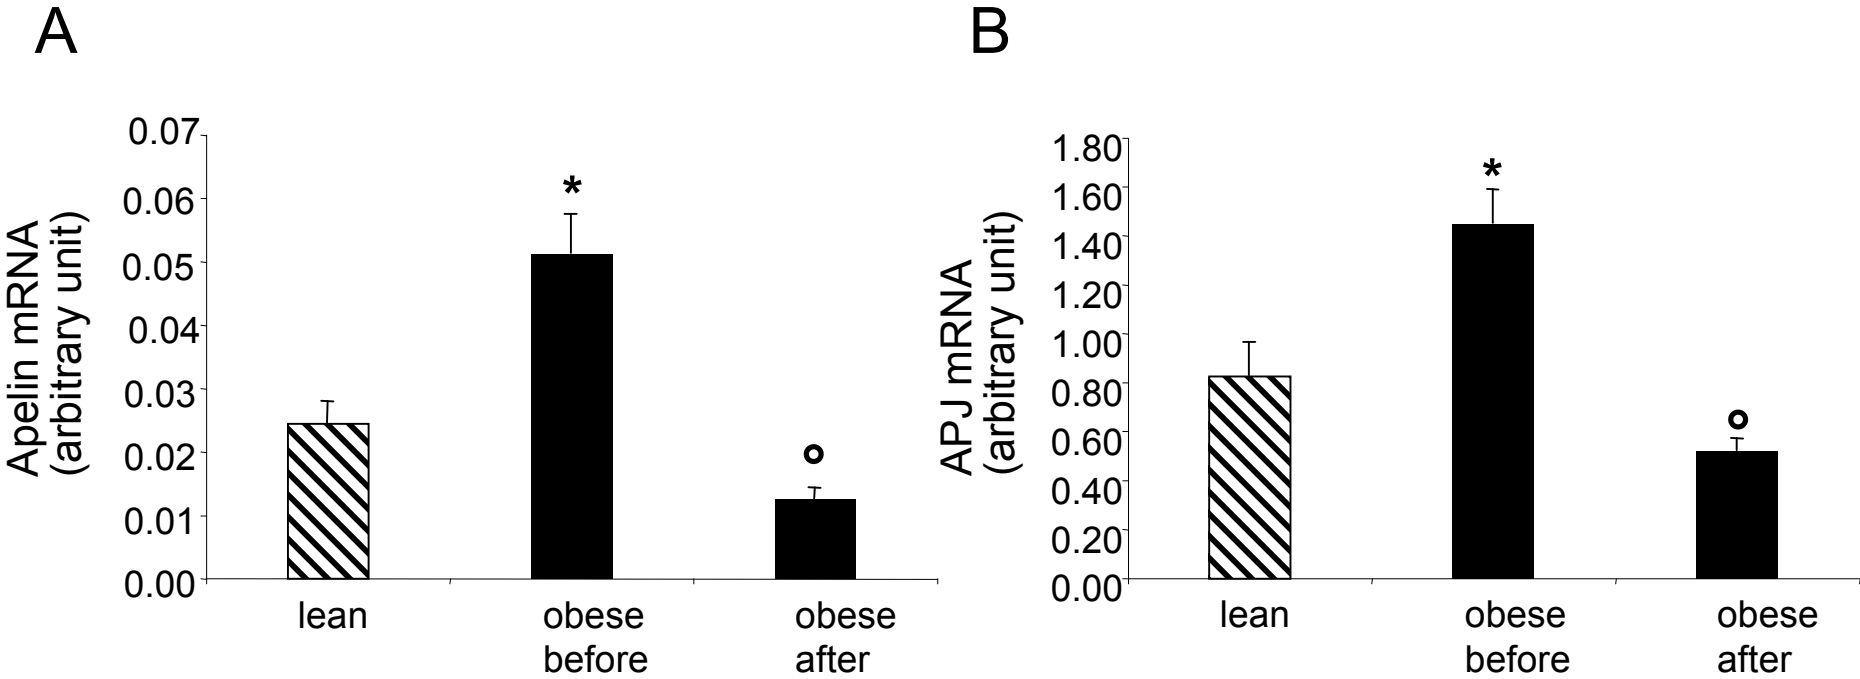 A
B
0.07
0.06
0.05
0.04
0.03
0.02
0.01
0.00
Apelin mRNA
(arbitrary unit)
*
lean
obese
before
obese
after
1.80
1.60
1.40
1.20
1.00
0.80
0.60
0.40
0.20
0.00
APJ mRNA
(arbitrary unit)
*
lean
obese
before
obese
after